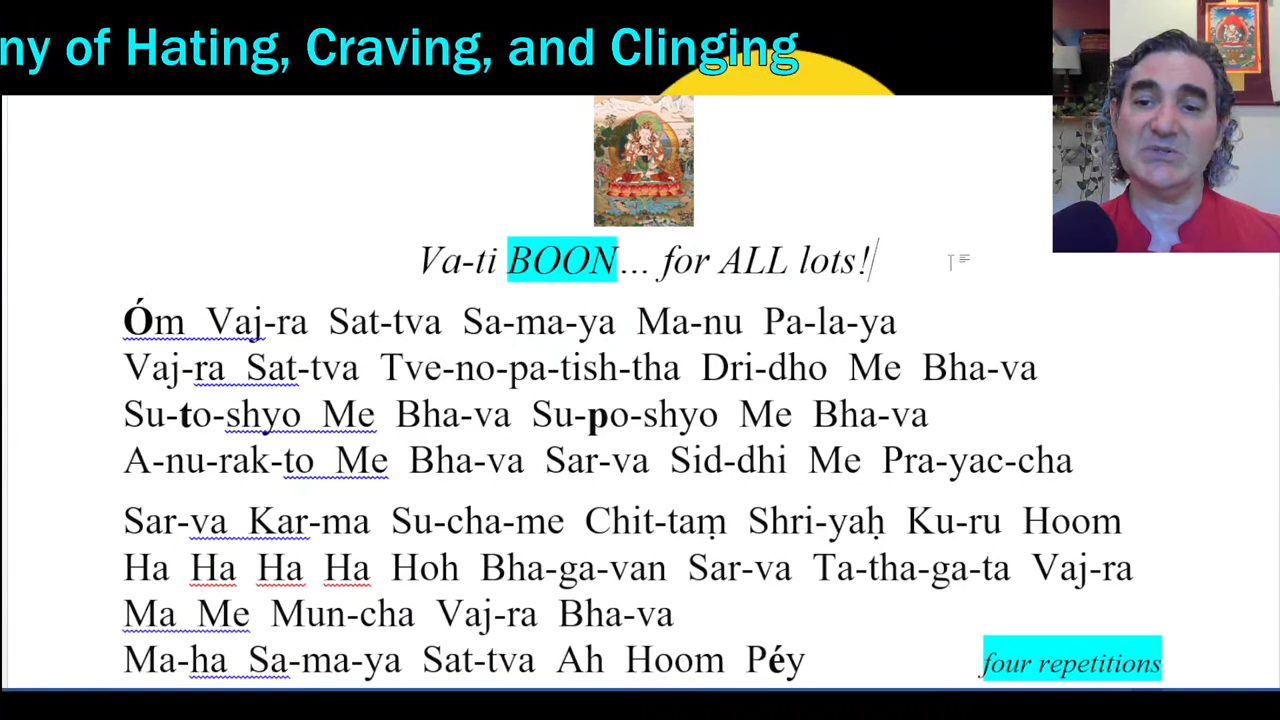 ny of Hating, Craving, and Clinging
Va-ti BOON... for ALL lots!
Óm Vaj-ra Sat-tva Sa-ma-ya Ma-nu Pa-la-ya
Vaj-ra Sat-tva Tve-no-pa-tish-tha Dri-dho Me Bha-va
Su-to-shyo Me Bha-va Su-po-shyo Me Bha-va
A-nu-rak-to Me Bha-va Sar-va Sid-dhi Me Pra-yac-cha
Sar-va Kar-ma Su-cha-me Chit-taṃ Shri-yaḥ Ku-ru Hoom
Ha Ha Ha Ha Hoh Bha-ga-van Sar-va Ta-tha-ga-ta Vaj-ra
Ma Me Mun-cha Vaj-ra Bha-va
Ma-ha Sa-ma-ya Sat-tva Ah Hoom Péy
four repetitions